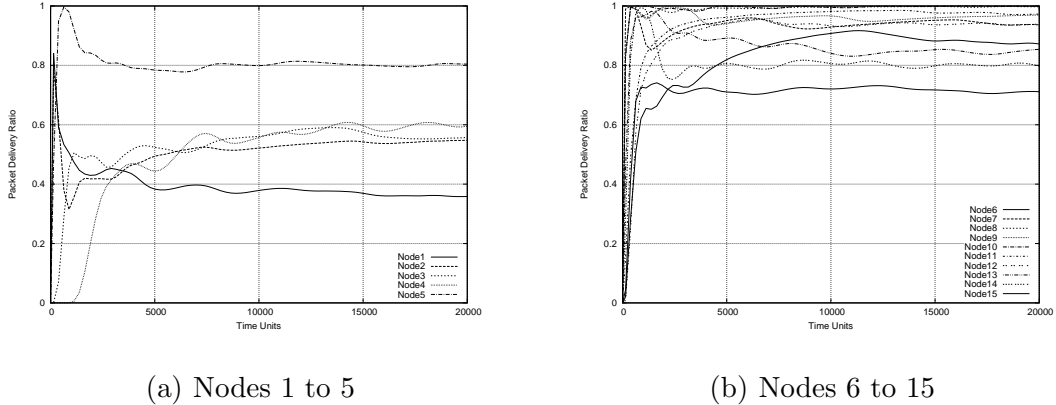 1
0.8
0.6
0.4
0.2
0
Packet Delivery Ratio
0
5000
10000
15000
20000
Time Units
Node1
Node2
Node3
Node4
Node5
(a) Nodes 1 to 5
1
0.8
0.6
0.4
0.2
0
Packet Delivery Ratio
0
5000
10000
15000
20000
Time Units
Node6
Node7
Node8
Node9
Node10
Node11
Node12
Node13
Node14
Node15
(b) Nodes 6 to 15